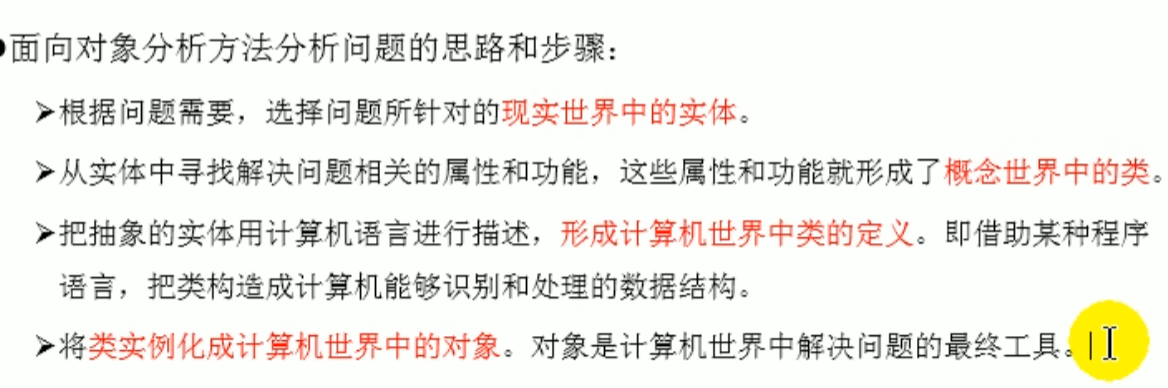 面向对象分析方法分析问题的思路和步骤：
➢根据问题需要，选择问题所针对的现实世界中的实体。
➢从实体中寻找解决问题相关的属性和功能，这些属性和功能就形成了概念世界中的类。
➢把抽象的实体用计算机语言进行描述，形成计算机世界中类的定义。即借助某种程序
语言，把类构造成计算机能够识别和处理的数据结构。
➢将类实例化成计算机世界中的对象。对象是计算机世界中解决问题的最终工具。